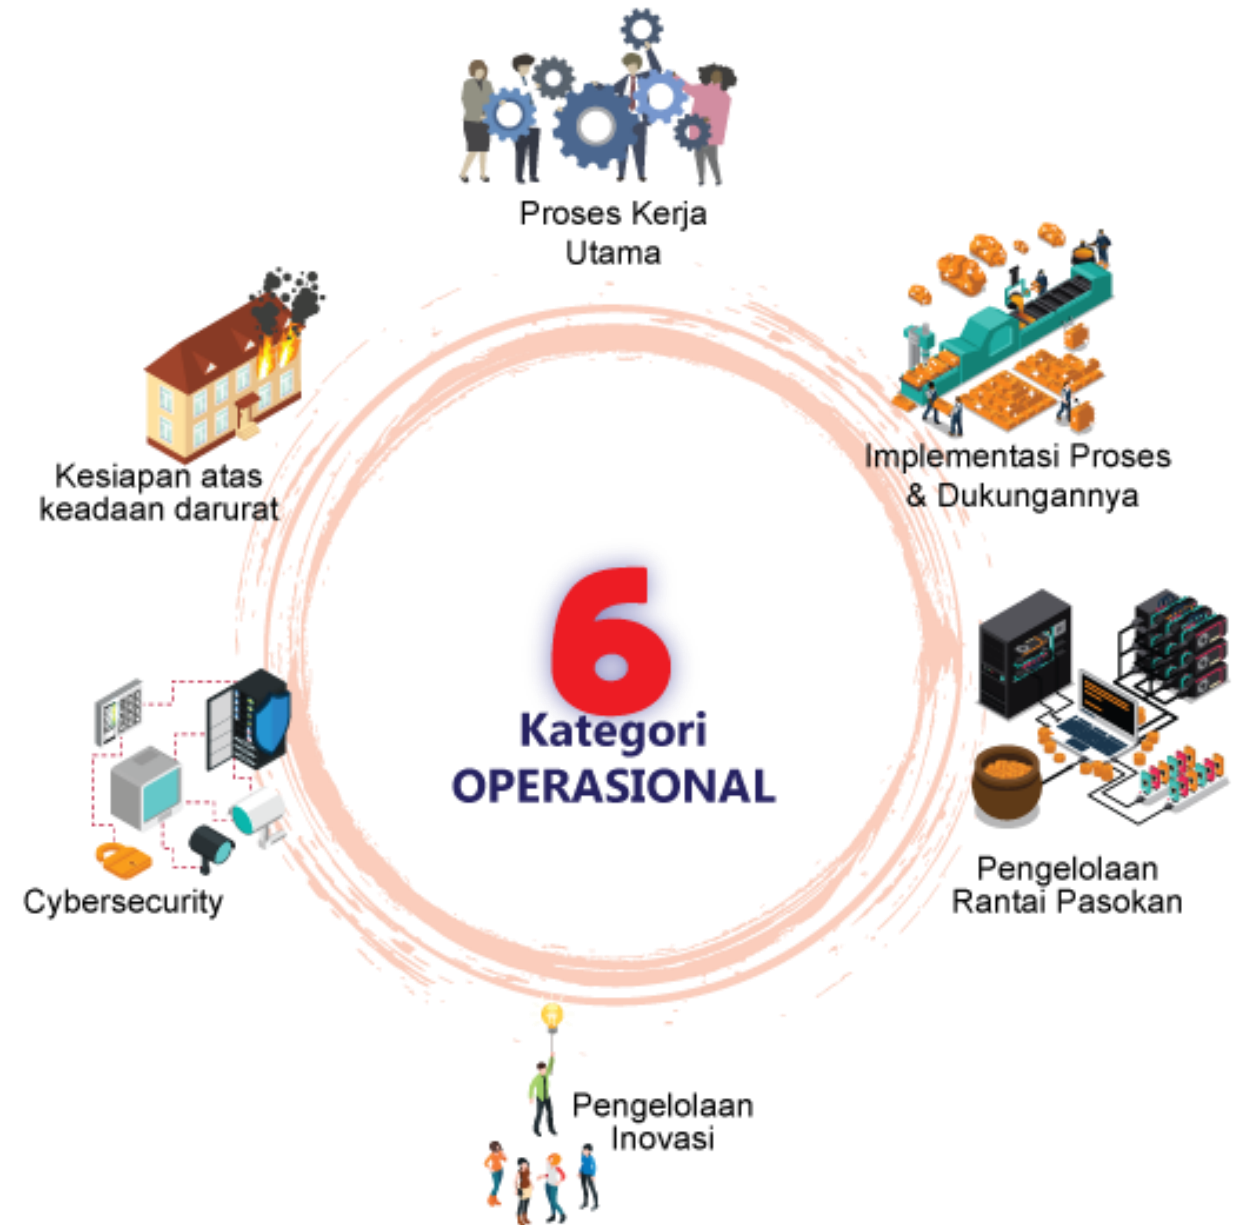 Proses Kerja
Utama
Implementasi Proses
& Dukungannya
Kesiapan atas
keadaan darurat
6
Kategori
OPERASIONAL
Pengelolaan
Rantai Pasokan
Cybersecurity
Pengelolaan
Inovasi